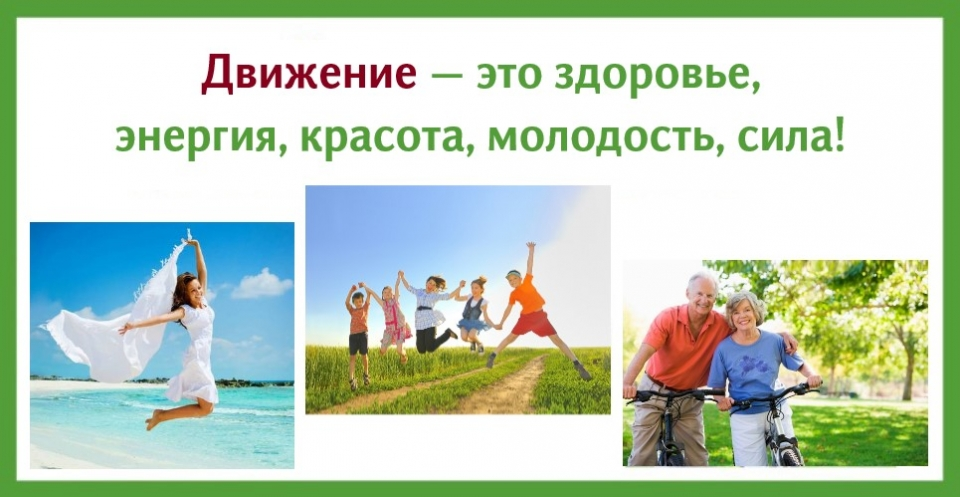 Движение — это здоровье,
энергия, красота, молодость, сила!